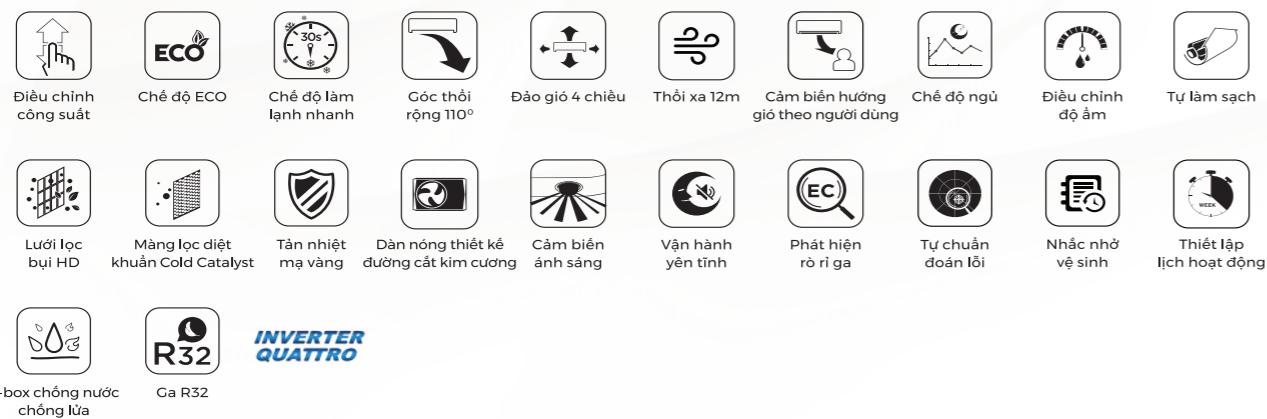 30s
ECO
Điều chỉnh
công suất
Chế độ ECO
Chế độ làm
lạnh nhanh
Góc thổi
rộng 110°
Đảo gió 4 chiều
Thổi xa 12m
Cảm biến hướng
gió theo người dùng
Chế độ ngủ
Điều chỉnh
độ ẩm
Tự làm sạch
EC
WEEK
Lưới lọc
bụi HD
Màng lọc diệt
khuẩn Cold Catalyst
Tản nhiệt
mạ vàng
Dàn nóng thiết kế
đường cắt kim cương
Cảm biến
ánh sáng
Vận hành
yên tĩnh
Phát hiện
rò rỉ ga
Tự chuẩn
đoán lỗi
Nhắc nhở
vệ sinh
Thiết lập
lịch hoạt động
R32
INVERTER
QUATTRO
-box chống nước
chống lửa
Ga R32